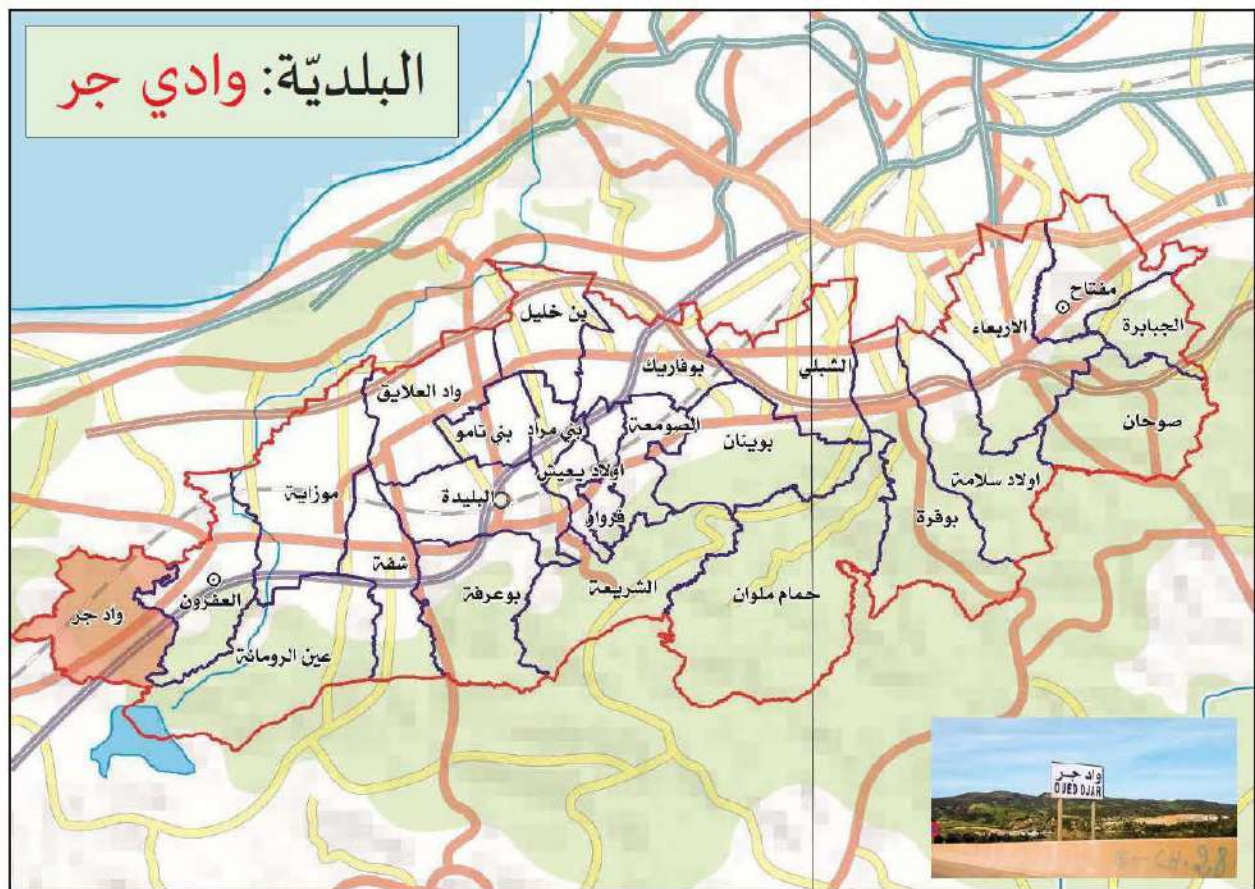 البلديّة: وادي جر
بن خليل
مفتاح
الجبابرة
الاربعاء
الشبلي
بوفاريك
واد العلايق
صوحان
الصومعة
بني مراد
بني تامو
بوينان
اولاد يعيش
اولاد سلامة
موزاية
البليدة
فرواو
بوقرة
شفة
الشريعة
بوعرفة
حمام ملوان
العفرون
واد جر
عين الرومانة
واد جر
OUED DJAR